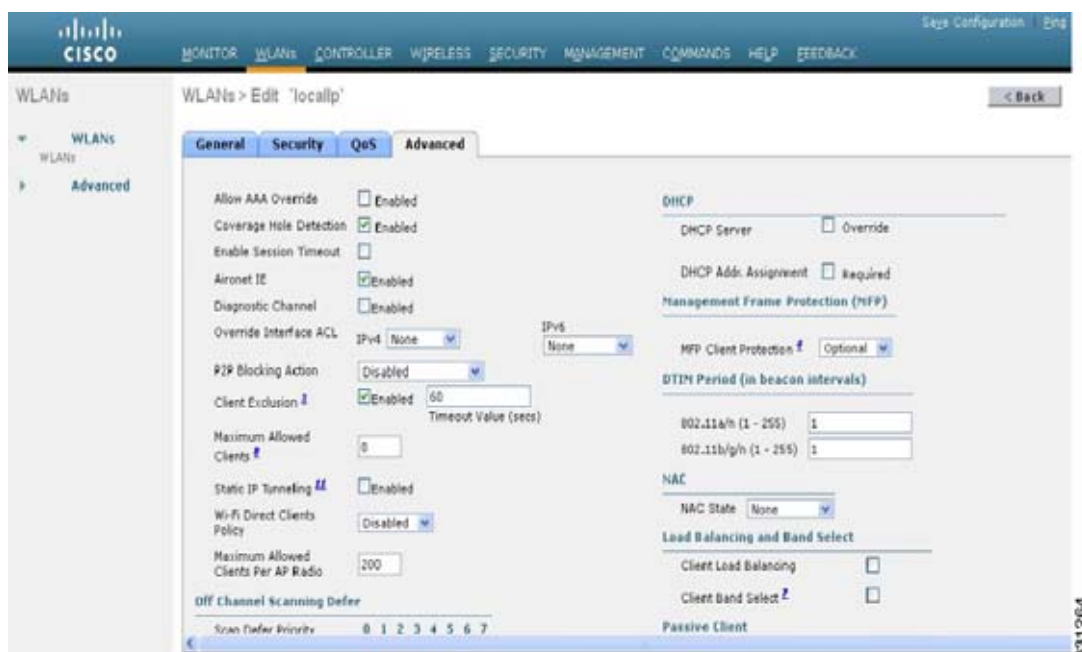 Save Configuration Ping
CISCO
MONITOR WLANs CONTROLLER WIRELESS SECURITY MANAGEMENT COMMANDS HELP FEEDBACK
WLANs
WLANs > Edit 'locallp'
< Back
WLANs
WLANs
Advanced
General Security QoS Advanced
Allow AAA Override Enabled
Coverage Hole Detection Enabled
Enable Session Timeout
Aironet IE Enabled
Diagnostic Channel Enabled
Override Interface ACL IPv4 None IPv6 None
P2P Blocking Action Disabled
Client Exclusion Enabled 60
Timeout Value (secs)
Maximum Allowed
Clients 0
Static IP Tunneling 11 Enabled
Wi-Fi Direct Clients
Policy Disabled
Maximum Allowed
Clients Per AP Radio 200
Off Channel Scanning Defer
Scan Defer Priority 0 1 2 3 4 5 6 7
DHCP
DHCP Server Override
DHCP Addr. Assignment Required
Management Frame Protection (MFP)
MFP Client Protection Optional
DTIM Period (in beacon intervals)
802.11a/n (1 - 255) 1
802.11b/g/n (1 - 255) 1
NAC
NAC State None
Load Balancing and Band Select
Client Load Balancing
Client Band Select 7
Passive Client